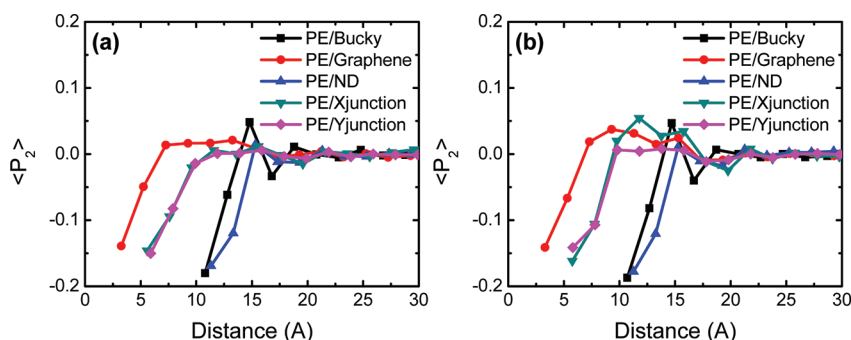 (a)
PE/Bucky
PE/Graphene
PE/ND
PE/Xjunction
PE/Yjunction
0.2
0.1
0.0
-0.1
-0.2
<P2>
0 5 10 15 20 25 30
Distance (A)
(b)
PE/Bucky
PE/Graphene
PE/ND
PE/Xjunction
PE/Yjunction
0.2
0.1
0.0
-0.1
-0.2
<P2>
0 5 10 15 20 25 30
Distance (A)